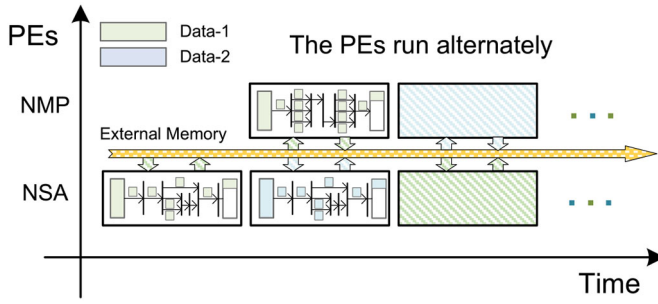 PEs
Data-1
Data-2
The PEs run alternately
NMP
External Memory
NSA
Time